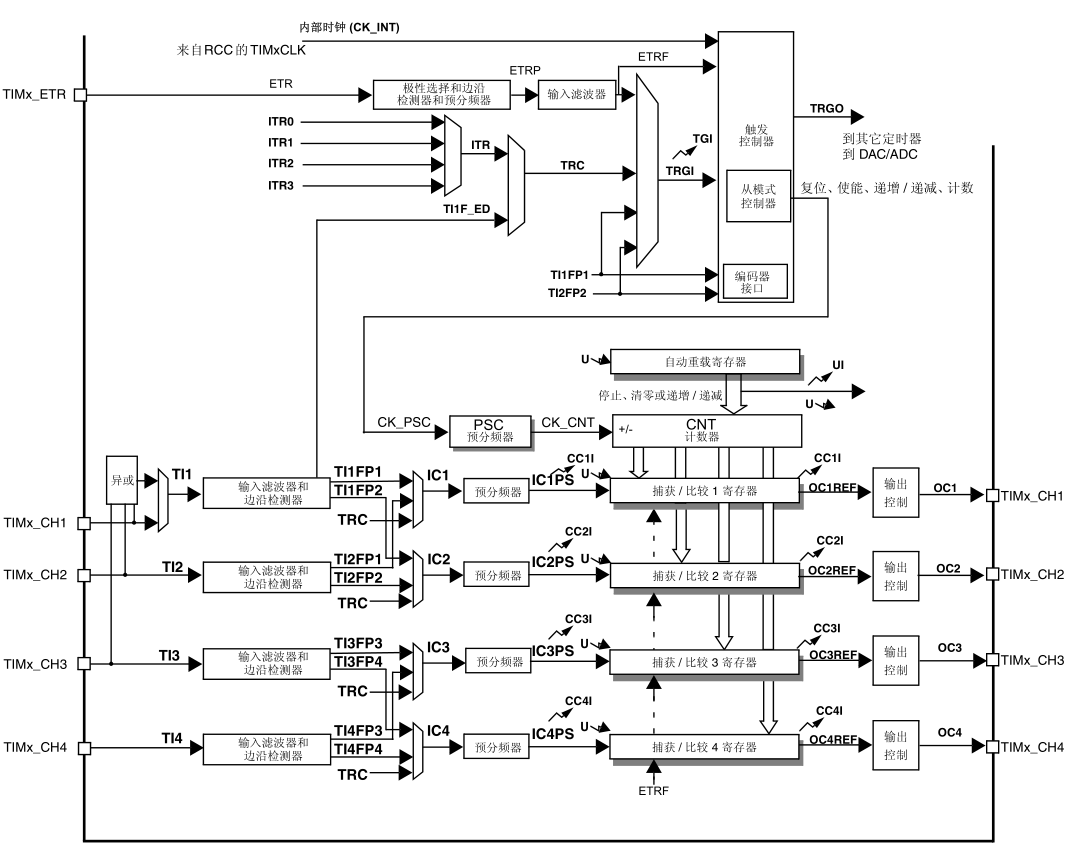 内部时钟 (CK_INT)
来自RCC 的 TIMxCLK
ETRF
ETR
ETRP
TIMx_ETR
极性选择和边沿
检测器和预分频器
输入滤波器
触发
控制器
TRGO
到其它定时器
到 DAC/ADC
ITR0
ITR1
ITR2
ITR3
ITR
TRC
TGI
TRGI
从模式
控制器
复位、使能、递增 / 递减、计数
TI1F_ED
TI1FP1
TI2FP2
编码器
接口
U
自动重载寄存器
UI
U
停止、清零或递增 / 递减
CK_PSC
PSC
预分频器
CK_CNT
+/-
CNT
计数器
异或
TI1
输入滤波器和
边沿检测器
TI1FP1
TI1FP2
TRC
IC1
预分频器
CC1I
IC1PS
U
捕获 / 比较 1 寄存器
CC1I
OC1REF
输出
控制
OC1
TIMx_CH1
TIMx_CH1
TIMx_CH2
TI2
输入滤波器和
边沿检测器
TI2FP1
TI2FP2
TRC
IC2
预分频器
CC2I
IC2PS
U
捕获 / 比较 2 寄存器
CC2I
OC2REF
输出
控制
OC2
TIMx_CH2
TIMx_CH3
TI3
输入滤波器和
边沿检测器
TI3FP3
TI3FP4
TRC
IC3
预分频器
CC3I
IC3PS
U
捕获 / 比较 3 寄存器
CC3I
OC3REF
输出
控制
OC3
TIMx_CH3
TIMx_CH4
TI4
输入滤波器和
边沿检测器
TI4FP3
TI4FP4
TRC
IC4
预分频器
CC4I
IC4PS
U
捕获 / 比较 4 寄存器
CC4I
OC4REF
输出
控制
OC4
TIMx_CH4
ETRF